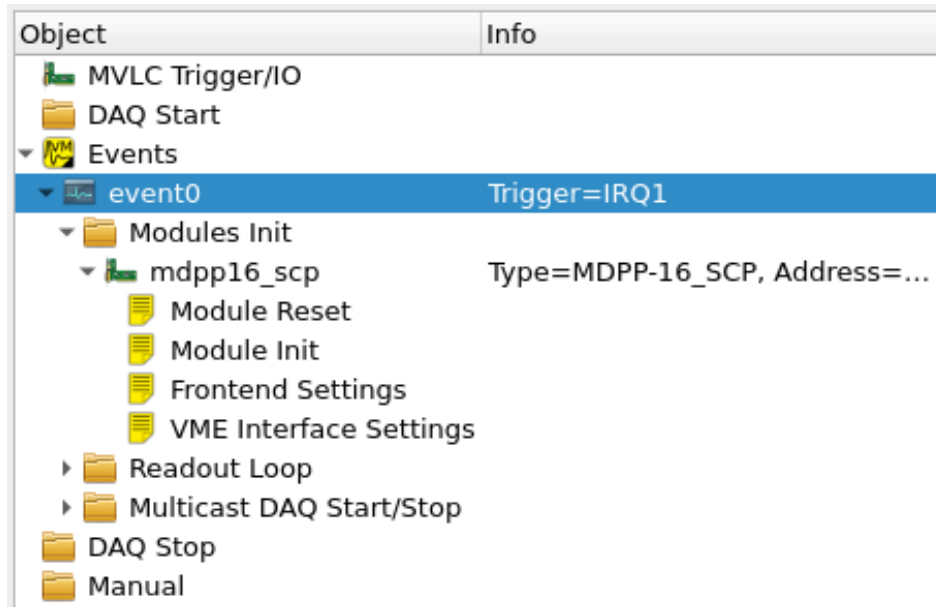 Object Info
MVLC Trigger/IO
DAQ Start
Events
event0 Trigger=IRQ1
Modules Init
mdpp16_scp Type=MDPP-16_SCP, Address=...
Module Reset
Module Init
Frontend Settings
VME Interface Settings
Readout Loop
Multicast DAQ Start/Stop
DAQ Stop
Manual